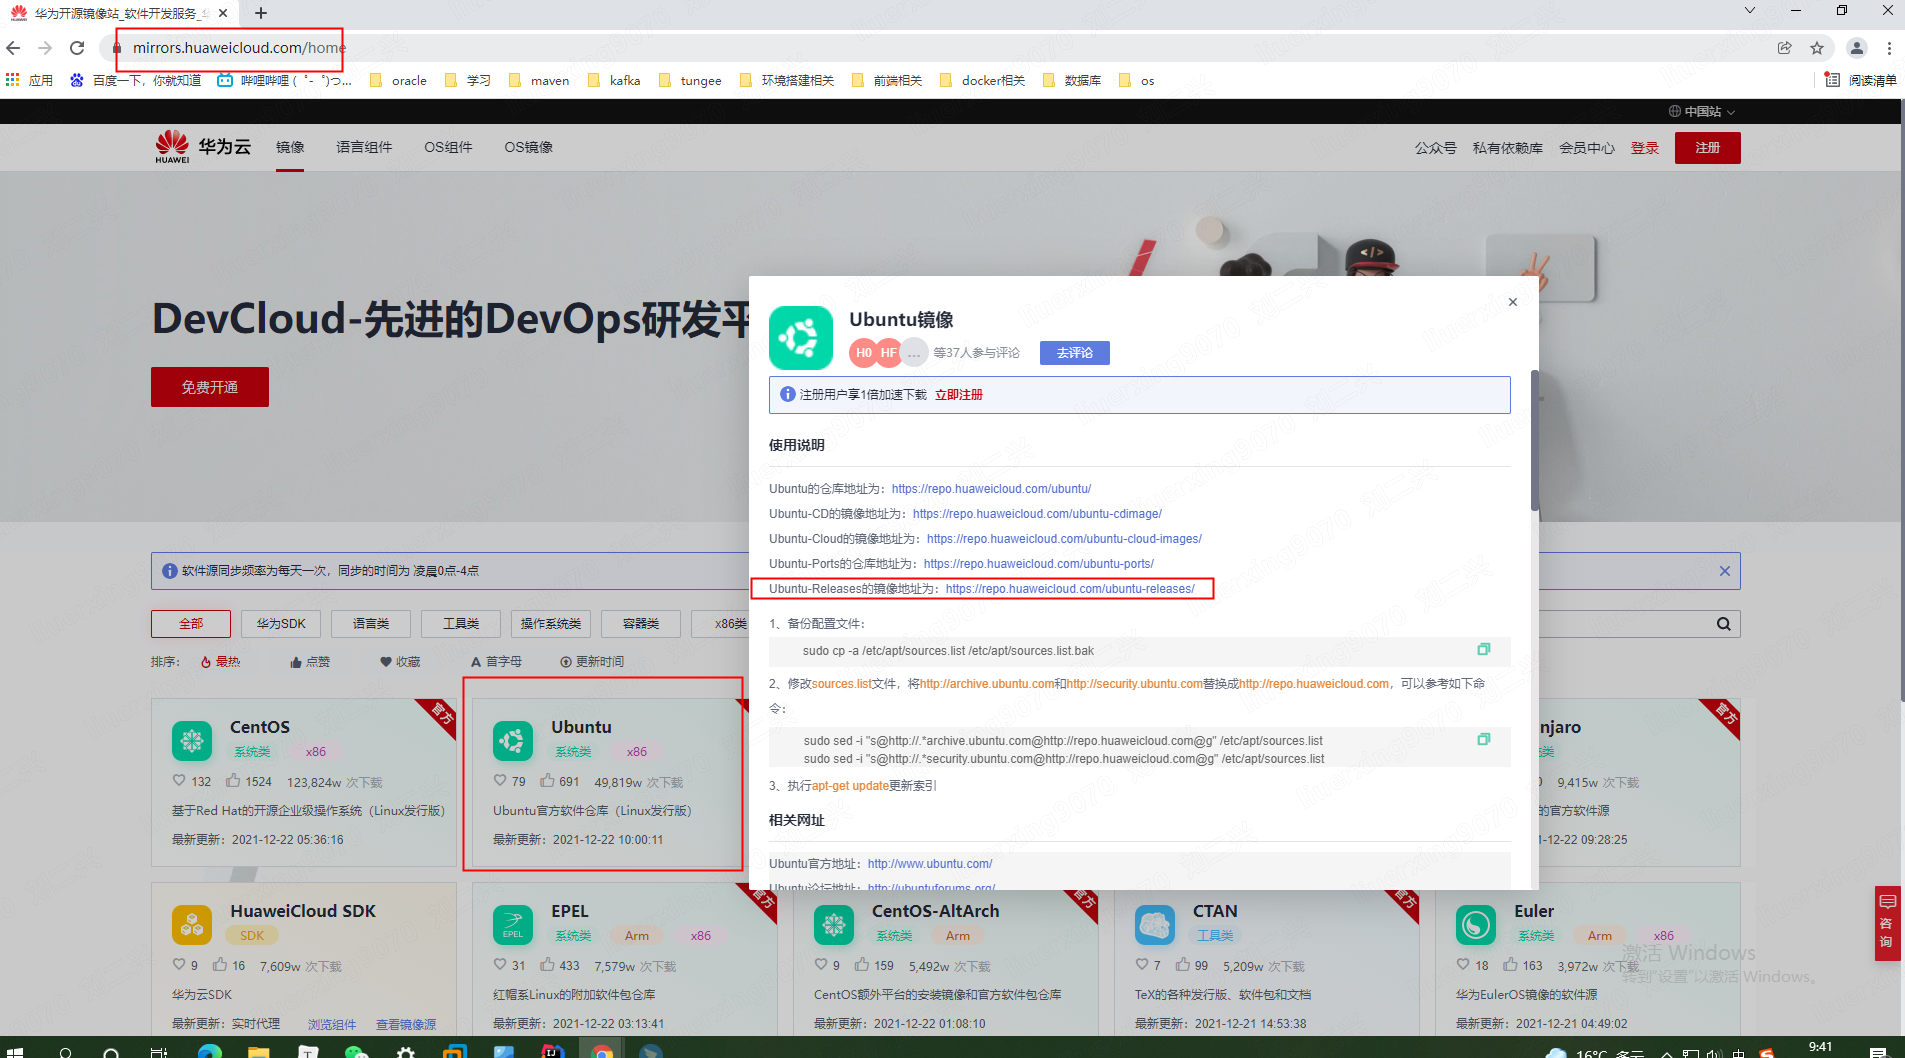 华为开源镜像站_软件开发服务_华
mirrors.huaweicloud.com/home
应用 百度一下，你就知道 哔哩哔哩 (゜-゜)つ... oracle 学习 maven kafka tungee 环境搭建相关 前端相关 docker相关 数据库 os 阅读清单
中国站
HUAWEI 华为云 镜像 语言组件 OS组件 OS镜像 公众号 私有依赖库 会员中心 登录 注册
DevCloud-先进的DevOps研发平
免费开通
</>
Ubuntu镜像
H0 HF ... 等37人参与评论 去评论
注册用户享1倍加速下载 立即注册
使用说明
Ubuntu的仓库地址为：https://repo.huaweicloud.com/ubuntu/
Ubuntu-CD的镜像地址为：https://repo.huaweicloud.com/ubuntu-cdimage/
Ubuntu-Cloud的镜像地址为：https://repo.huaweicloud.com/ubuntu-cloud-images/
Ubuntu-Ports的仓库地址为：https://repo.huaweicloud.com/ubuntu-ports/
Ubuntu-Releases的镜像地址为：https://repo.huaweicloud.com/ubuntu-releases/
1、备份配置文件：
sudo cp -a /etc/apt/sources.list /etc/apt/sources.list.bak
2、修改sources.list文件，将http://archive.ubuntu.com和http://security.ubuntu.com替换成http://repo.huaweicloud.com，可以参考如下命
令：
sudo sed -i "s@http://.*archive.ubuntu.com@http://repo.huaweicloud.com@g" /etc/apt/sources.list
sudo sed -i "s@http://.*security.ubuntu.com@http://repo.huaweicloud.com@g" /etc/apt/sources.list
3、执行apt-get update更新索引
相关网址
Ubuntu官方地址：http://www.ubuntu.com/
Ubuntu论坛地址：http://ubuntuforums.org/
软件源同步频率为每天一次，同步的时间为 凌晨0点-4点
全部 华为SDK 语言类 工具类 操作系统类 容器类 x86类
排序： 最热 点赞 收藏 A 首字母 更新时间
CentOS 官方
系统类 x86
132 1524 123,824w 次下载
基于Red Hat的开源企业级操作系统（Linux发行版）
最新更新：2021-12-22 05:36:16
Ubuntu
系统类 x86
79 691 49,819w 次下载
Ubuntu官方软件仓库（Linux发行版）
最新更新：2021-12-22 10:00:11
njaro 官方
类
9,415w 次下载
的官方软件源
1-12-22 09:28:25
HuaweiCloud SDK
SDK
9 16 7,609w 次下载
华为云SDK
最新更新：实时代理 浏览组件 查看镜像源
EPEL 官方
EPEL
系统类 Arm x86
31 433 7,579w 次下载
红帽系Linux的附加软件包仓库
最新更新：2021-12-22 03:13:41
CentOS-AltArch 官方
系统类 Arm
9 159 5,492w 次下载
CentOS额外平台的安装镜像和官方软件包仓库
最新更新：2021-12-22 01:08:10
CTAN 官方
工具类
7 99 5,209w 次下载
TeX的各种发行版、软件包和文档
最新更新：2021-12-21 14:53:38
Euler
系统类 Arm x86
18 163 3,972w 次下载
华为EulerOS镜像的软件源
最新更新：2021-12-21 04:49:02
咨
询
激活 Windows
转到"设置"以激活 Windows。
16°C 多云 中 9:41